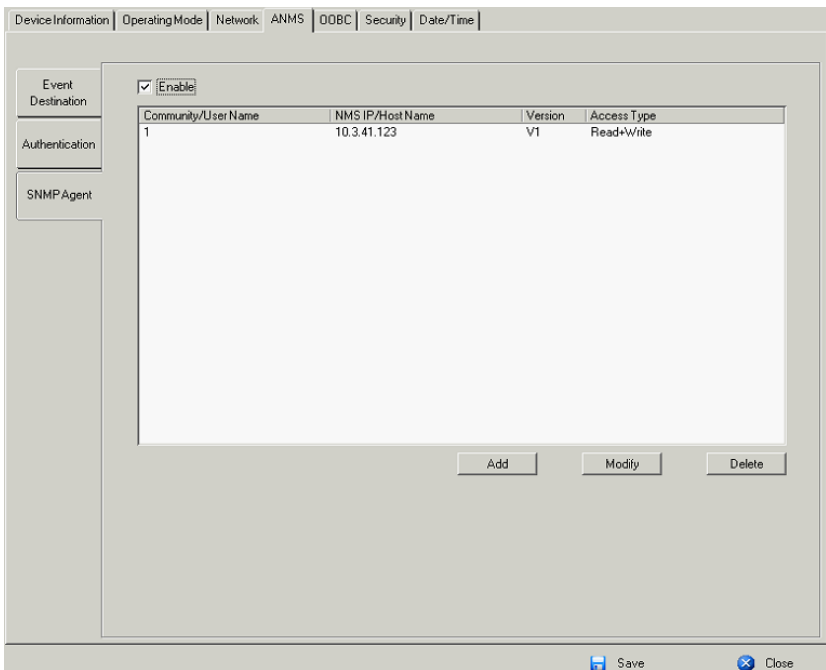 Device Information Operating Mode Network ANMS OOBC Security Date/Time
Event
Destination
Authentication
SNMP Agent
Enable
Community/User Name NMS IP/Host Name Version Access Type
1 10.3.41.123 V1 Read+Write
Add Modify Delete
Save Close